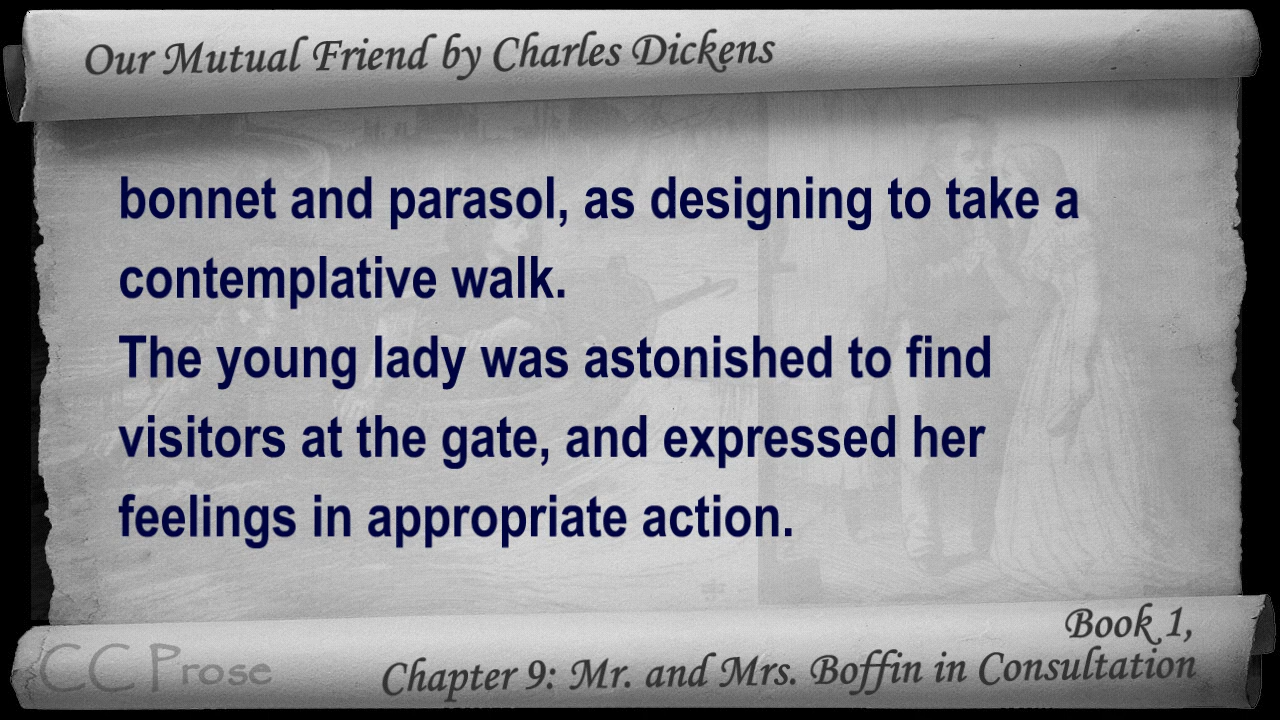 Our Mutual Friend by Charles Dickens
bonnet and parasol, as designing to take a
contemplative walk.
The young lady was astonished to find
visitors at the gate, and expressed her
feelings in appropriate action.
Book 1,
Chapter 9: Mr. and Mrs. Boffin in Consultation
CC Prose